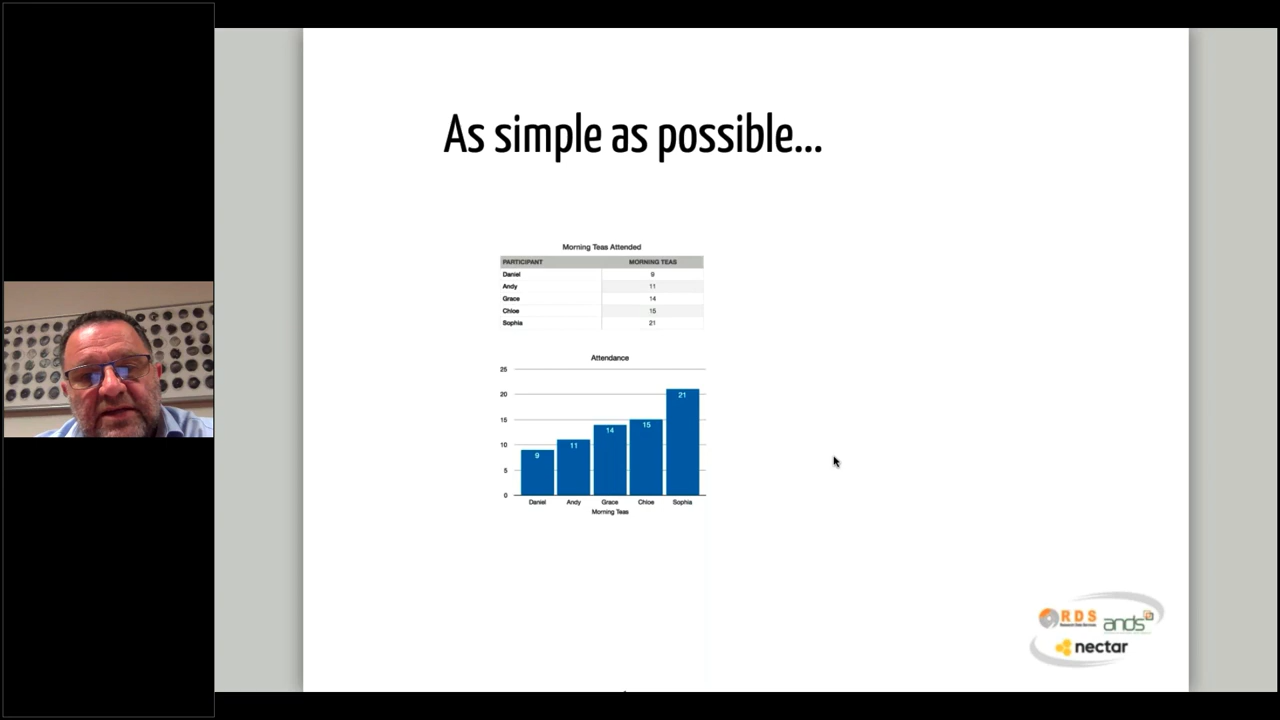 As simple as possible...
Morning Teas Attended
PARTICIPANT MORNING TEAS
Daniel 9
Andy 11
Grace 14
Chloe 15
Sophia 21
Attendance
25
20
15
10
5
0
9 11 14 15 21
Daniel Andy Grace Chloe Sophia
Morning Teas
RDS
ands
nectar